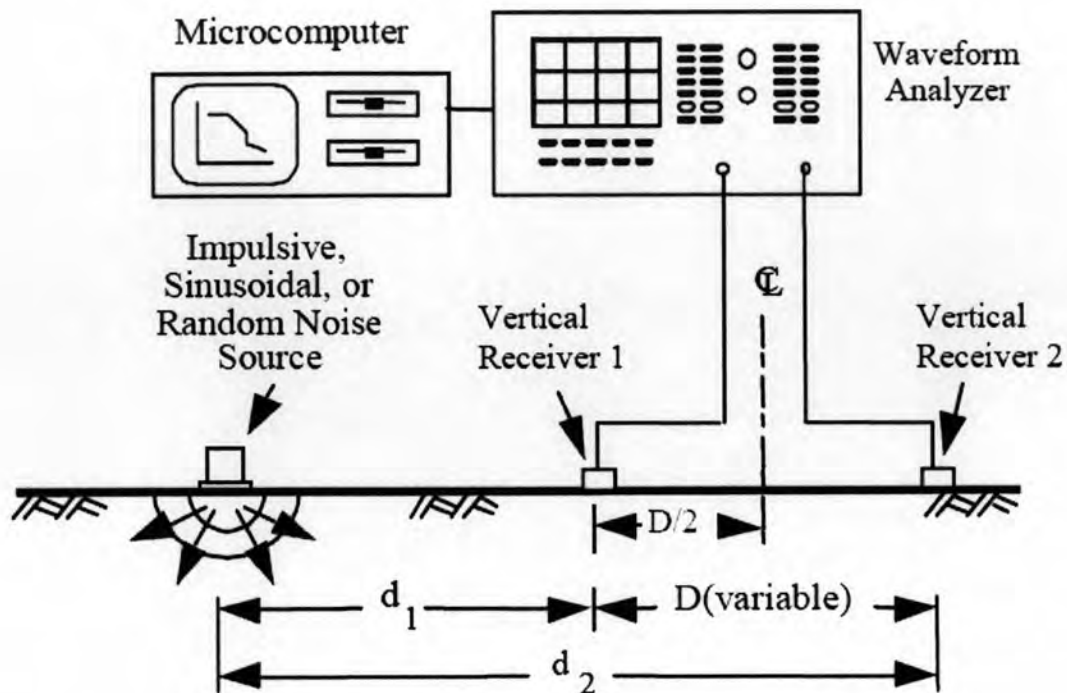 Microcomputer
Waveform
Analyzer
Impulsive,
Sinusoidal, or
Random Noise
Source
Vertical
Receiver 1
℄
Vertical
Receiver 2
D/2
d1
D(variable)
d2